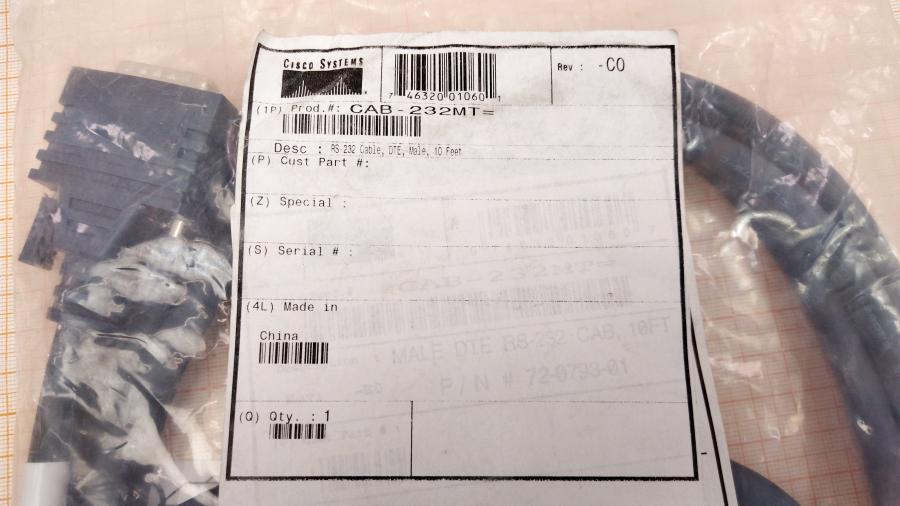 CISCO SYSTEMS
7 46320 01060 1
Rev : -C0
(1P) Prod.#: CAB-232MT=
Desc : RS-232 Cable, DTE, Male, 10 Feet
(P) Cust Part #:
(Z) Special :
(S) Serial # :
CAB-232MT=
(4L) Made in
China
MALE DTE RS-232 CAB, 10FT
P/N # 72-0793-01
(Q) Qty. : 1